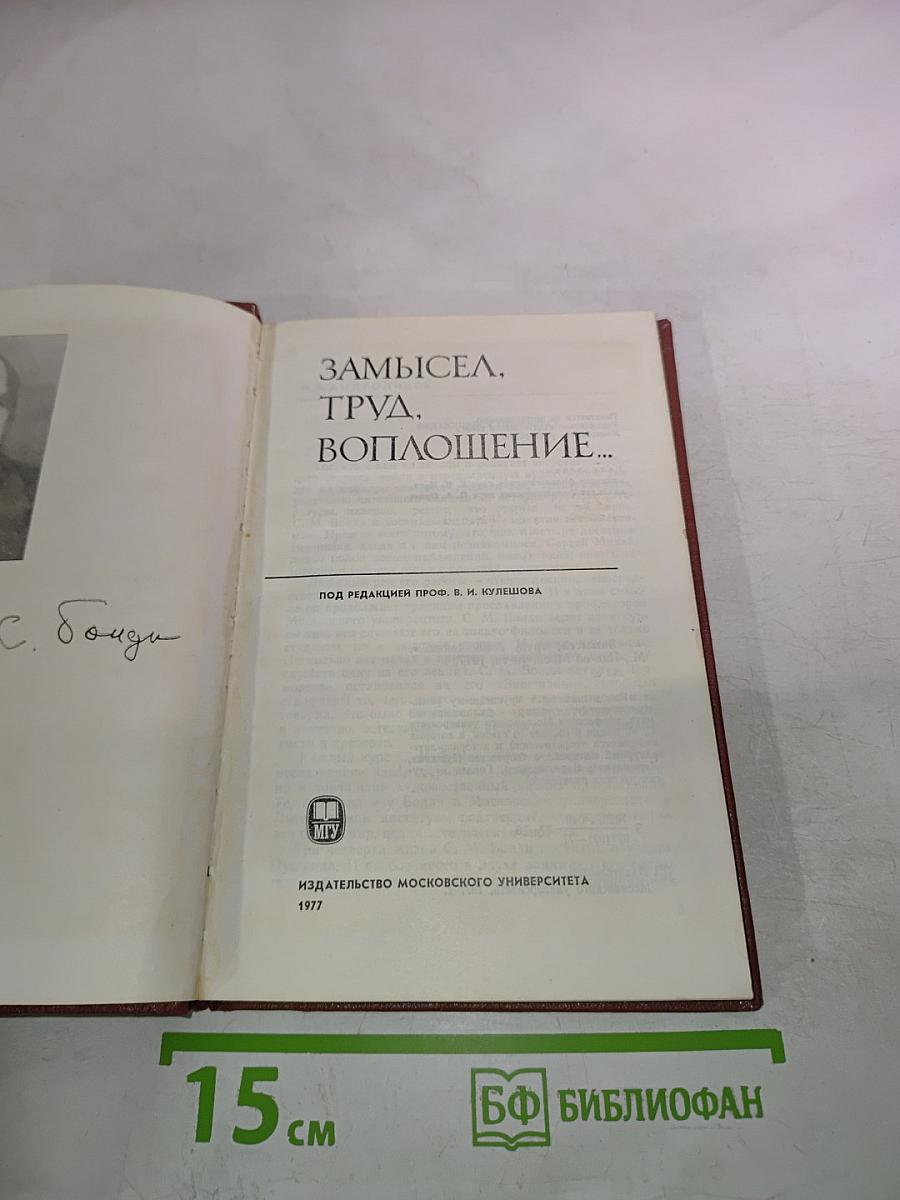 С. Бонди
ЗАМЫСЕЛ,
ТРУД,
ВОПЛОЩЕНИЕ...
ПОД РЕДАКЦИЕЙ ПРОФ. В. И. КУЛЕШОВА
МГУ
ИЗДАТЕЛЬСТВО МОСКОВСКОГО УНИВЕРСИТЕТА
1977
15 см
БФ БИБЛИОФАН